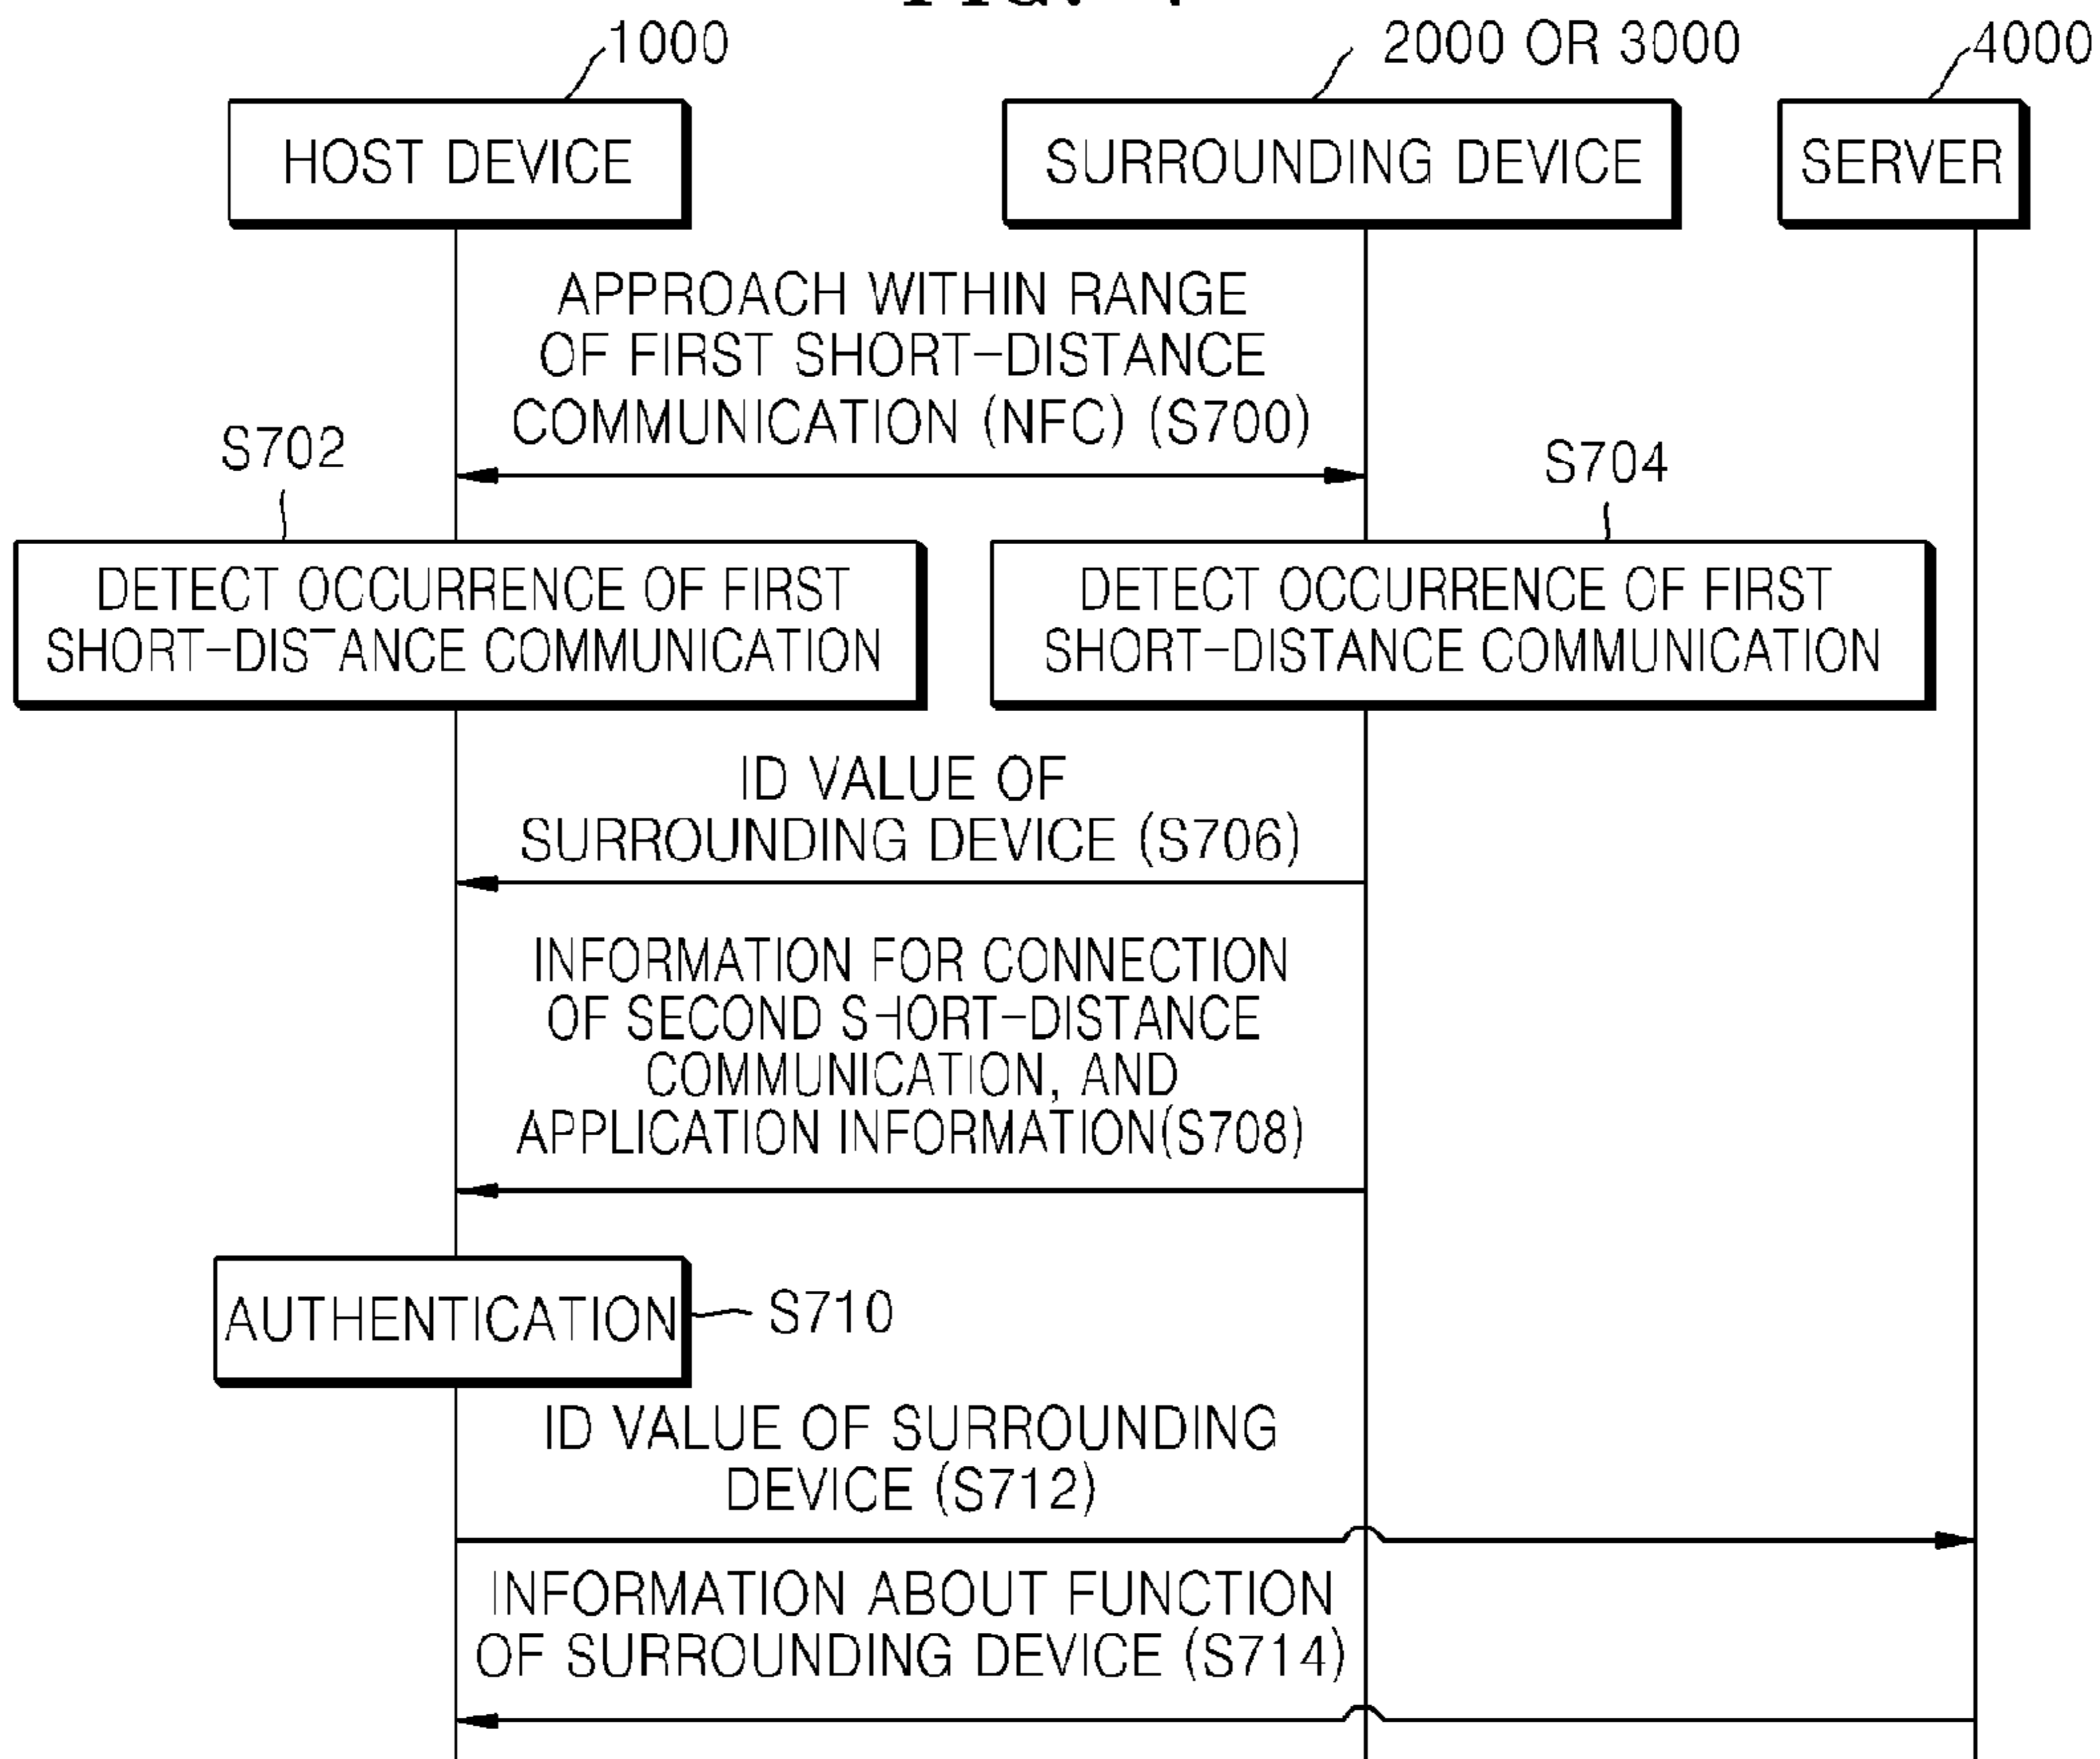 1000
2000 OR 3000
4000
HOST DEVICE
SURROUNDING DEVICE
SERVER
APPROACH WITHIN RANGE
OF FIRST SHORT-DISTANCE
COMMUNICATION (NFC) (S700)
S702
S704
DETECT OCCURRENCE OF FIRST
SHORT-DISTANCE COMMUNICATION
DETECT OCCURRENCE OF FIRST
SHORT-DISTANCE COMMUNICATION
ID VALUE OF
SURROUNDING DEVICE (S706)
INFORMATION FOR CONNECTION
OF SECOND SHORT-DISTANCE
COMMUNICATION, AND
APPLICATION INFORMATION(S708)
AUTHENTICATION
S710
ID VALUE OF SURROUNDING
DEVICE (S712)
INFORMATION ABOUT FUNCTION
OF SURROUNDING DEVICE (S714)